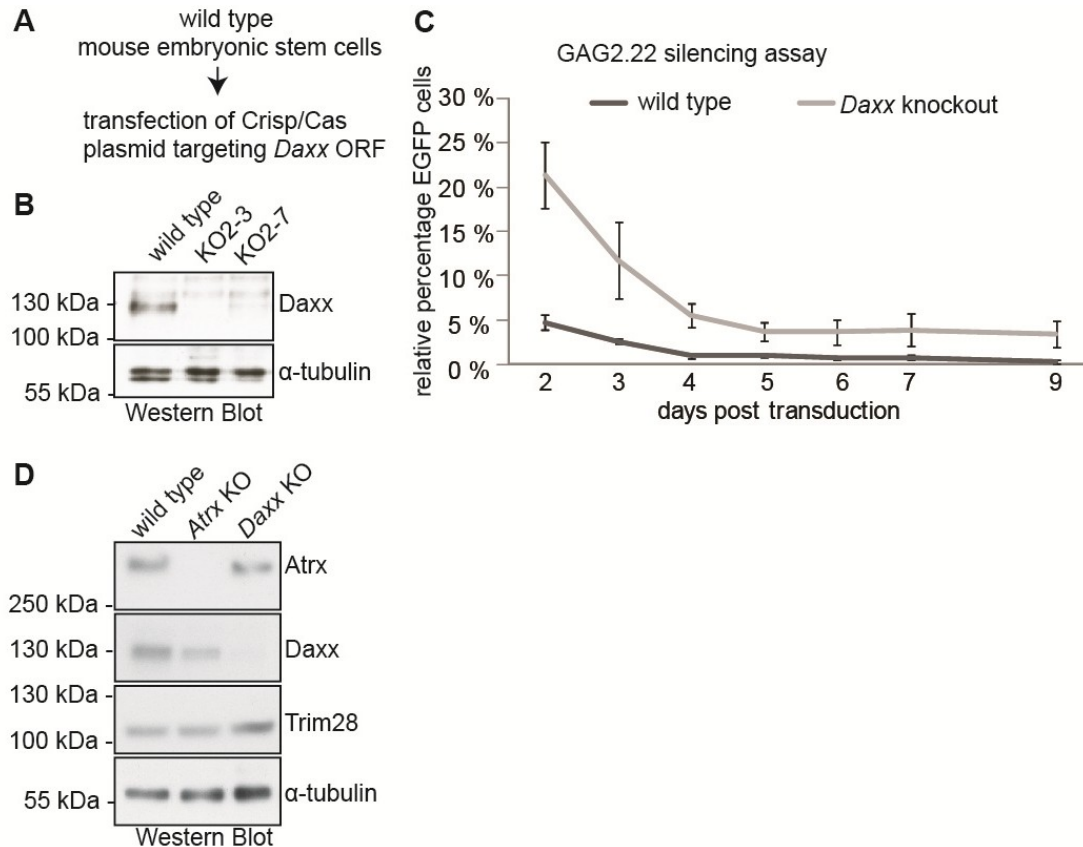 A
wild type
mouse embryonic stem cells
transfection of Crisp/Cas
plasmid targeting Daxx ORF
B
wild type
KO2-3
KO2-7
130 kDa
Daxx
100 kDa
α-tubulin
55 kDa
Western Blot
C
GAG2.22 silencing assay
wild type
Daxx knockout
relative percentage EGFP cells
30 %
25 %
20 %
15 %
10 %
5 %
0 %
2 3 4 5 6 7 9
days post transduction
D
wild type
Atrx KO
Daxx KO
Atrx
250 kDa
130 kDa
Daxx
130 kDa
Trim28
100 kDa
α-tubulin
55 kDa
Western Blot